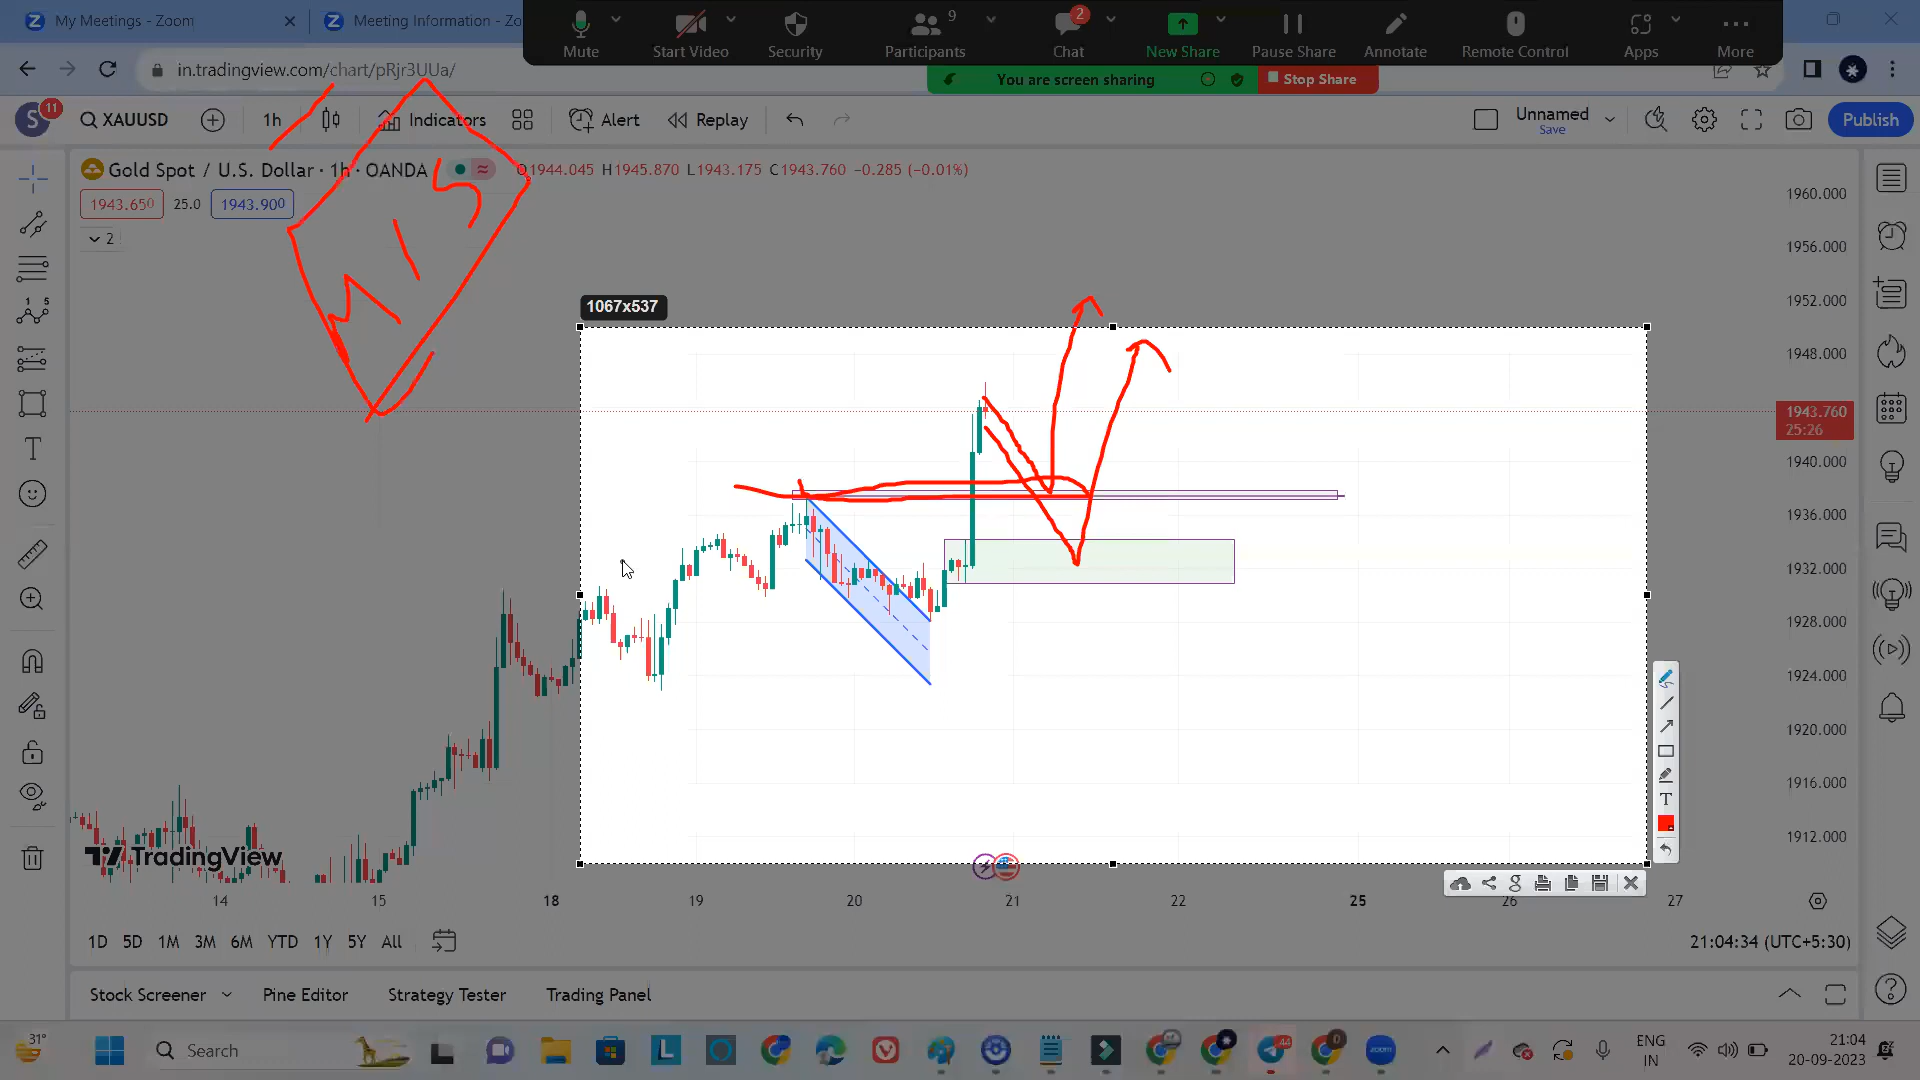 My Meetings - Zoom
Meeting Information - Zo
Mute
Start Video
Security
9
Participants
2
Chat
New Share
Pause Share
Annotate
Remote Control
Apps
More
You are screen sharing
Stop Share
in.tradingview.com/chart/pRjr3UUa/
S
11
XAUUSD
1h
Indicators
Alert
Replay
Unnamed
Save
Publish
Gold Spot / U.S. Dollar · 1h · OANDA
O1944.045 H1945.870 L1943.175 C1943.760 -0.285 (-0.01%)
1943.650
25.0
1943.900
2
M15
1067x537
1960.000
1956.000
1952.000
1948.000
1943.760
25:26
1940.000
1936.000
1932.000
1928.000
1924.000
1920.000
1916.000
1912.000
TradingView
14
15
18
19
20
21
22
25
26
27
1D
5D
1M
3M
6M
YTD
1Y
5Y
All
21:04:34 (UTC+5:30)
Stock Screener
Pine Editor
Strategy Tester
Trading Panel
31°
Search
44
zoom
ENG
IN
21:04
20-09-2023